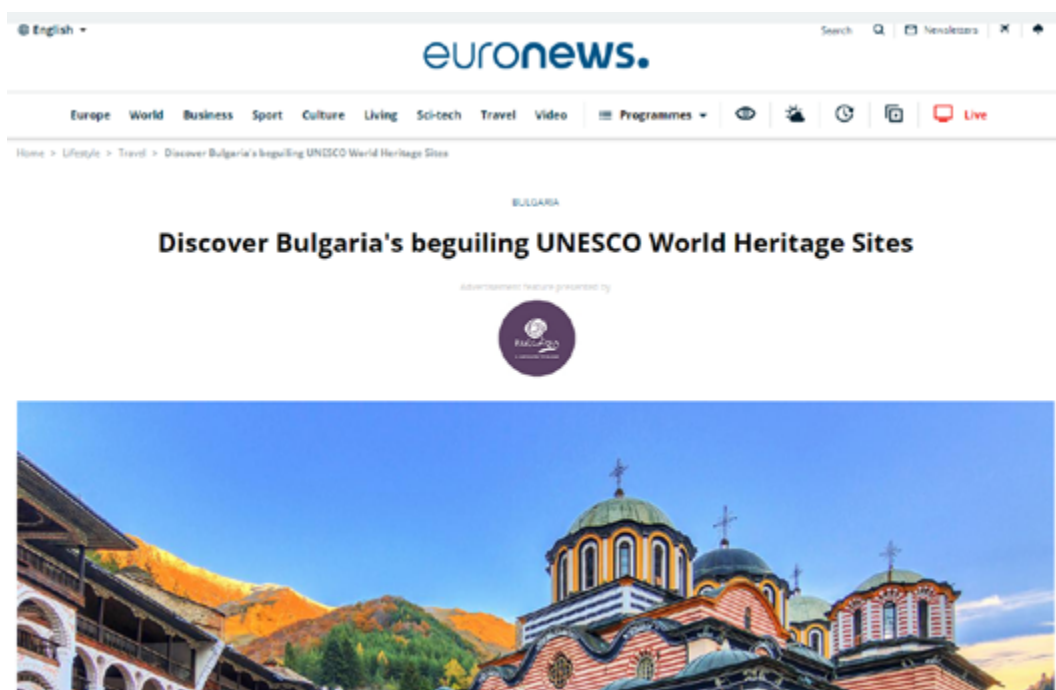 English
Search
Newsletters
euronews.
Europe World Business Sport Culture Living Sci-tech Travel Video Programmes Live
Home > Lifestyle > Travel > Discover Bulgaria's beguiling UNESCO World Heritage Sites
BULGARIA
Discover Bulgaria's beguiling UNESCO World Heritage Sites
Advertisement feature presented by